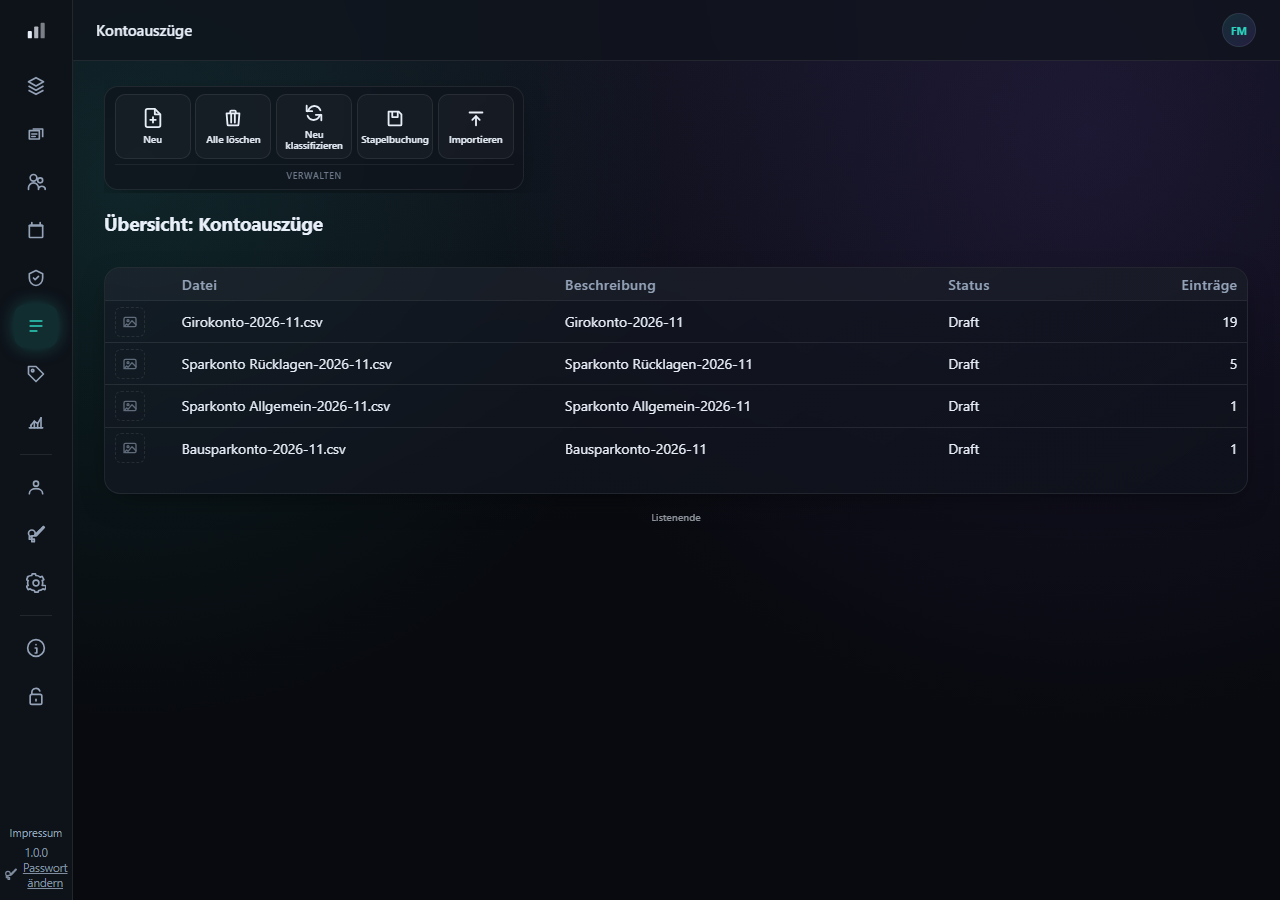 Kontoauszüge
FM
Neu
Alle löschen
Neu
klassifizieren
Stapelbuchung
Importieren
VERWALTEN
Übersicht: Kontoauszüge
Datei Beschreibung Status Einträge
Girokonto-2026-11.csv Girokonto-2026-11 Draft 19
Sparkonto Rücklagen-2026-11.csv Sparkonto Rücklagen-2026-11 Draft 5
Sparkonto Allgemein-2026-11.csv Sparkonto Allgemein-2026-11 Draft 1
Bausparkonto-2026-11.csv Bausparkonto-2026-11 Draft 1
Listenende
Impressum
1.0.0
Passwort
ändern